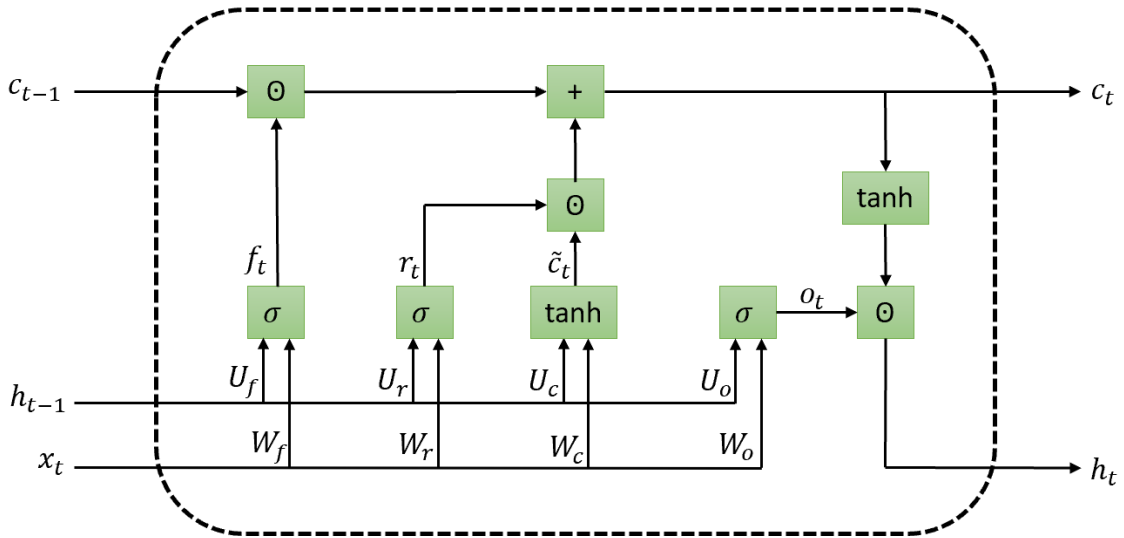 c_{t-1} ʘ + c_t
tanh
ʘ
f_t r_t c̃_t
σ σ tanh σ o_t ʘ
U_f U_r U_c U_o
h_{t-1}
W_f W_r W_c W_o
x_t h_t